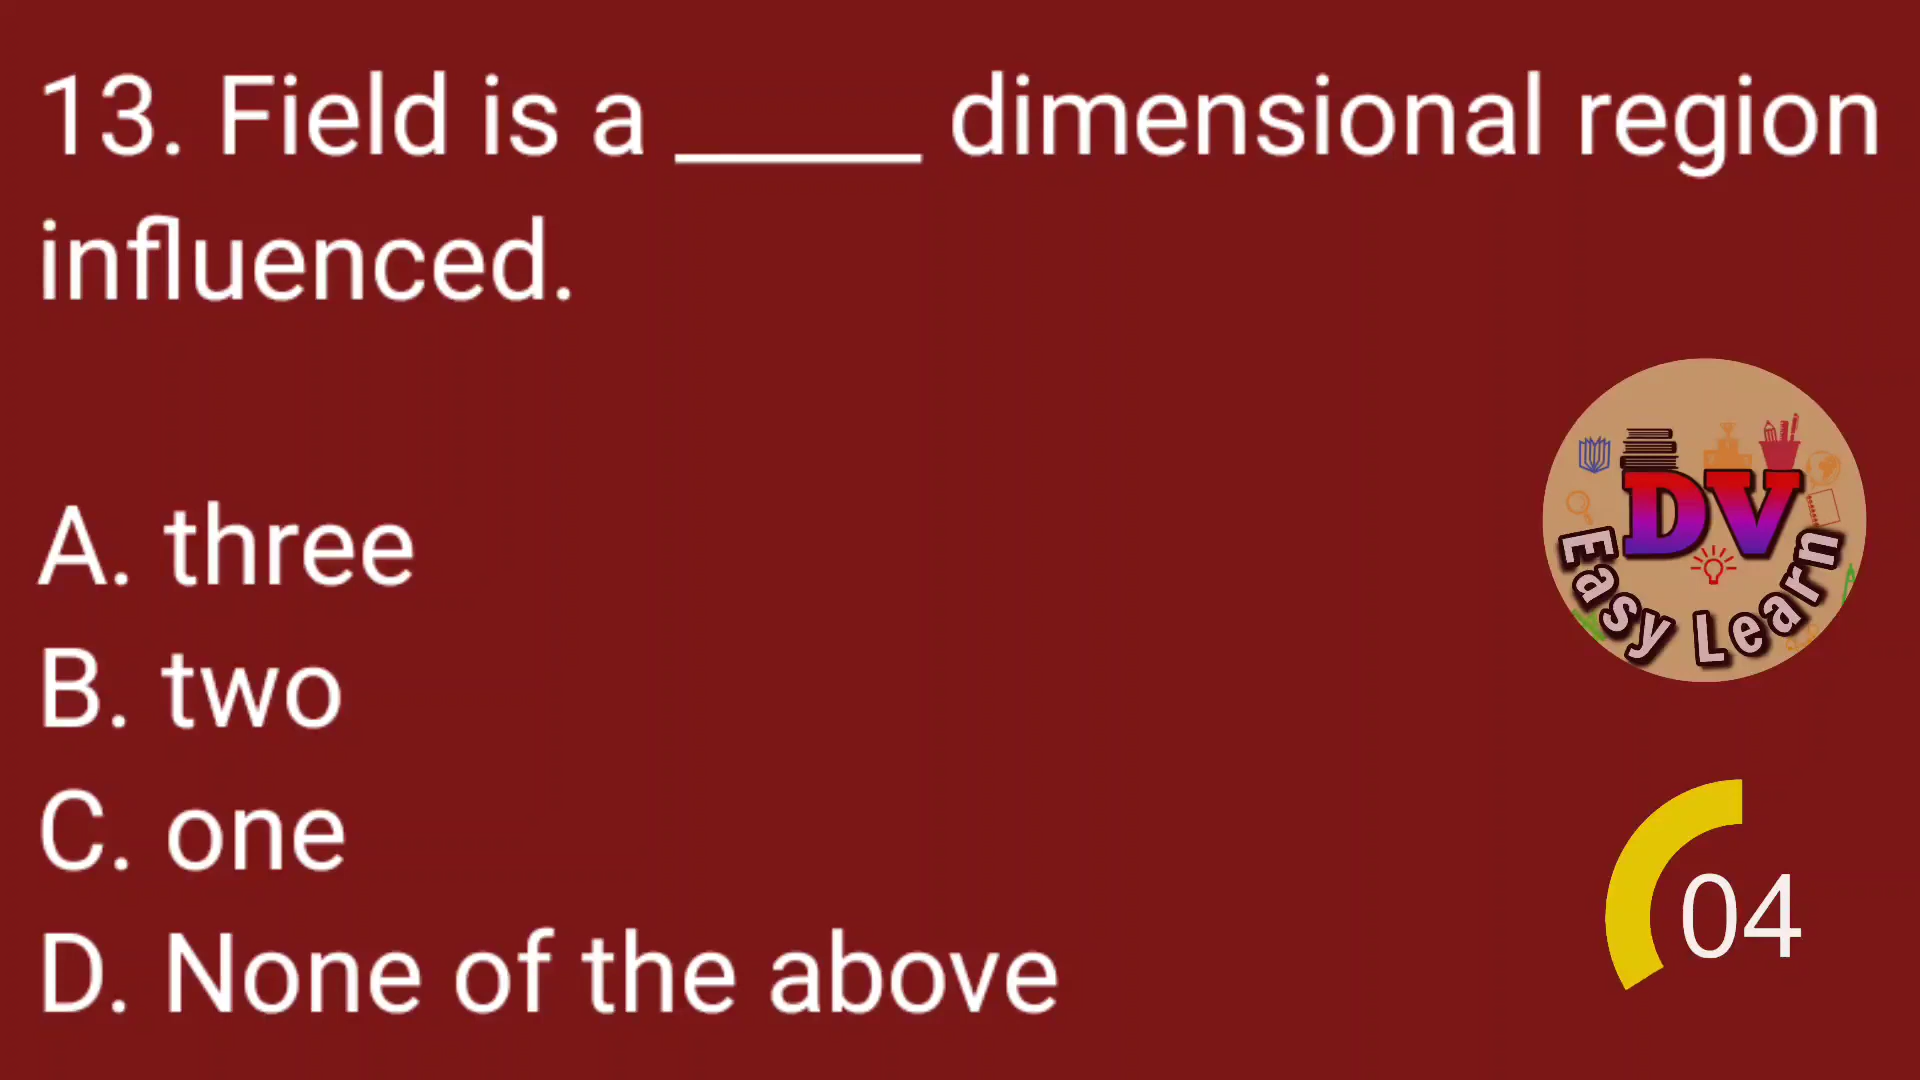 13. Field is a _____ dimensional region
influenced.
A. three
B. two
C. one
D. None of the above
DV
Easy Learn
04